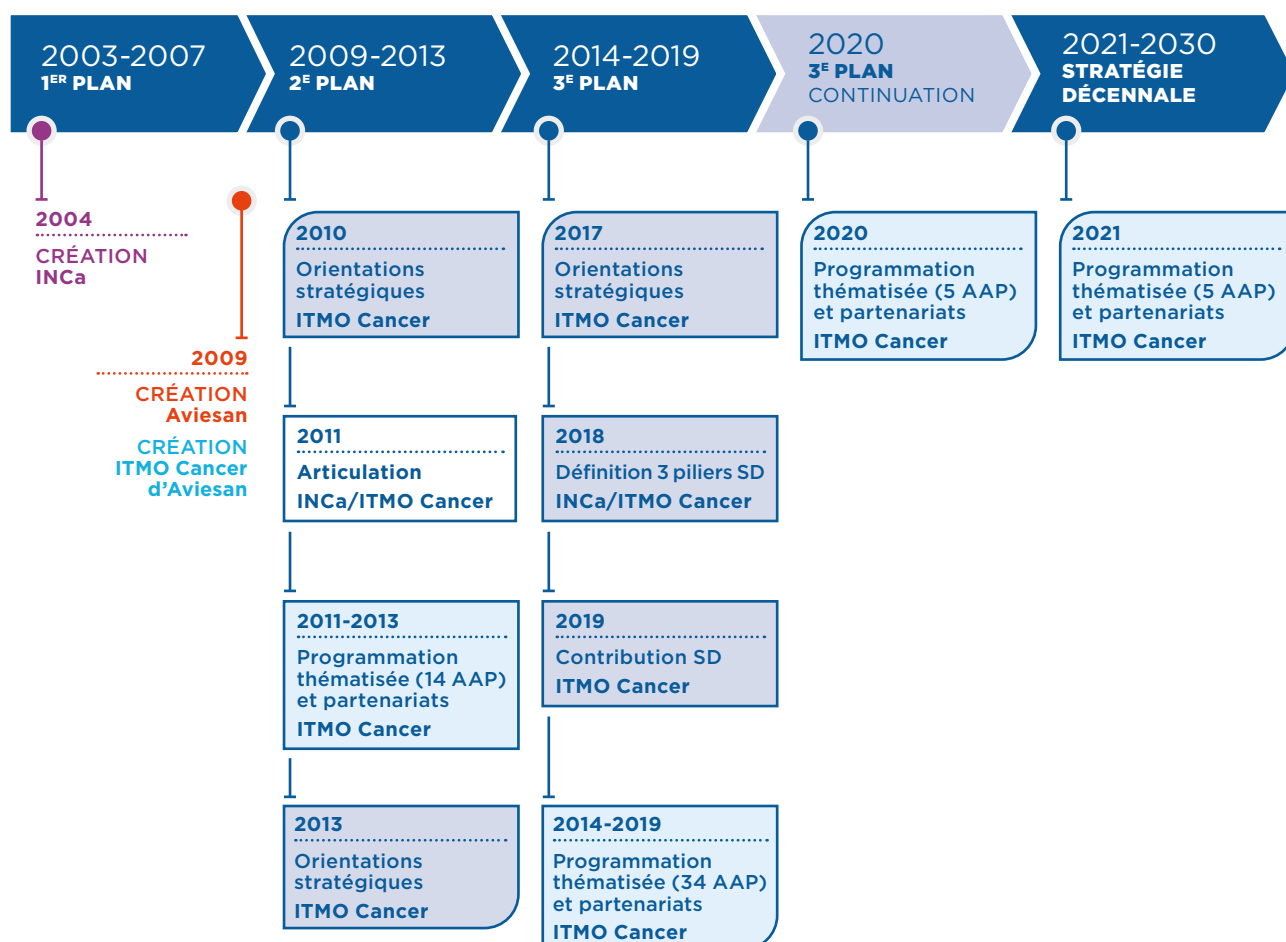 2003-2007
1ER PLAN
2009-2013
2E PLAN
2014-2019
3E PLAN
2020
3E PLAN
CONTINUATION
2021-2030
STRATÉGIE
DÉCENNALE
2004
CRÉATION
INCa
2009
CRÉATION
Aviesan
CRÉATION
ITMO Cancer
d'Aviesan
2010
Orientations
stratégiques
ITMO Cancer
2011
Articulation
INCa/ITMO Cancer
2011-2013
Programmation
thématisée (14 AAP)
et partenariats
ITMO Cancer
2013
Orientations
stratégiques
ITMO Cancer
2017
Orientations
stratégiques
ITMO Cancer
2018
Définition 3 piliers SD
INCa/ITMO Cancer
2019
Contribution SD
ITMO Cancer
2014-2019
Programmation
thématisée (34 AAP)
et partenariats
ITMO Cancer
2020
Programmation
thématisée (5 AAP)
et partenariats
ITMO Cancer
2021
Programmation
thématisée (5 AAP)
et partenariats
ITMO Cancer